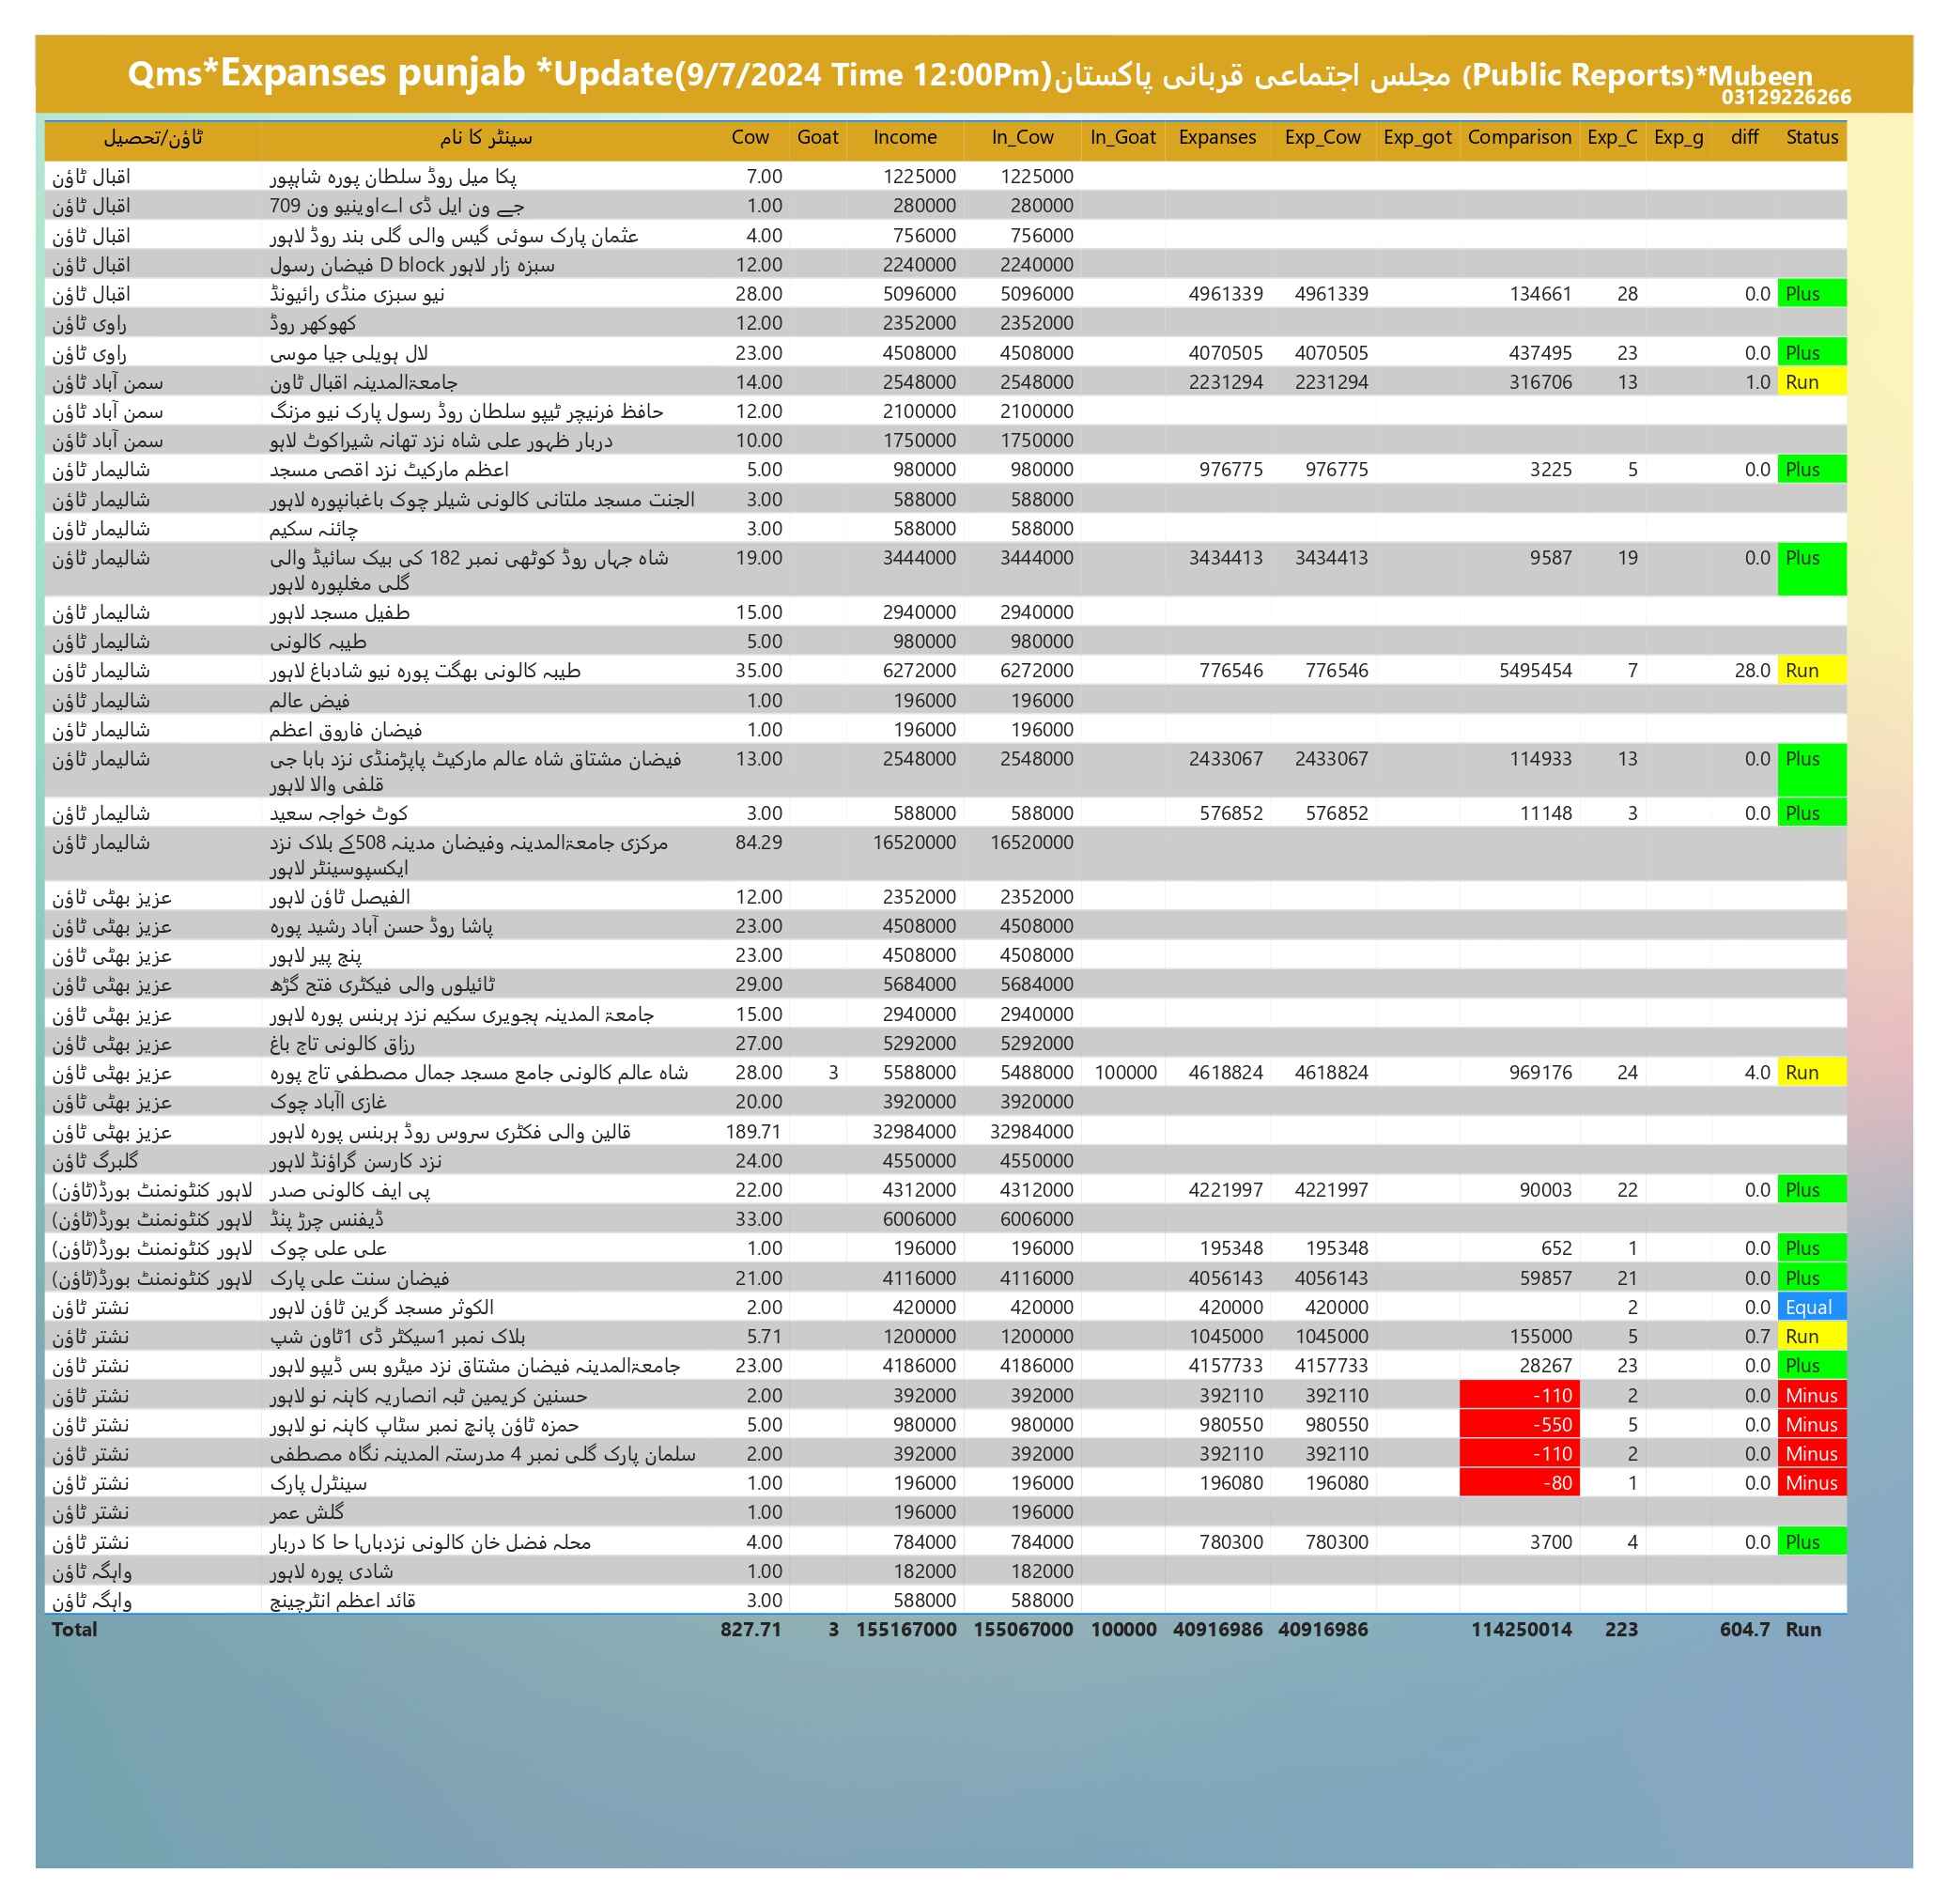 Qms*Expanses punjab *Update(9/7/2024 Time 12:00Pm)مجلس اجتماعی قربانی پاکستان (Public Reports)*Mubeen
03129226266
ٹاؤن/تحصیل سینٹر کا نام Cow Goat Income In_Cow In_Goat Expanses Exp_Cow Exp_got Comparison Exp_C Exp_g diff Status
اقبال ٹاؤن پکا میل روڈ سلطان پورہ شاہپور 7.00 1225000 1225000
اقبال ٹاؤن جے ون ایل ڈی اےاوینیو ون 709 1.00 280000 280000
اقبال ٹاؤن عثمان پارک سوئی گیس والی گلی بند روڈ لاہور 4.00 756000 756000
اقبال ٹاؤن سبزہ زار لاہور D block فیضان رسول 12.00 2240000 2240000
اقبال ٹاؤن نیو سبزی منڈی رائیونڈ 28.00 5096000 5096000 4961339 4961339 134661 28 0.0 Plus
راوی ٹاؤن کھوکھر روڈ 12.00 2352000 2352000
راوی ٹاؤن لال ہویلی جیا موسی 23.00 4508000 4508000 4070505 4070505 437495 23 0.0 Plus
سمن آباد ٹاؤن جامعۃالمدینہ اقبال ٹاون 14.00 2548000 2548000 2231294 2231294 316706 13 1.0 Run
سمن آباد ٹاؤن حافظ فرنیچر ٹیپو سلطان روڈ رسول پارک نیو مزنگ 12.00 2100000 2100000
سمن آباد ٹاؤن دربار ظہور علی شاہ نزد تھانہ شیراکوٹ لاہو 10.00 1750000 1750000
شالیمار ٹاؤن اعظم مارکیٹ نزد اقصی مسجد 5.00 980000 980000 976775 976775 3225 5 0.0 Plus
شالیمار ٹاؤن الجنت مسجد ملتانی کالونی شیلر چوک باغبانپورہ لاہور 3.00 588000 588000
شالیمار ٹاؤن چائنہ سکیم 3.00 588000 588000
شالیمار ٹاؤن شاہ جہاں روڈ کوٹھی نمبر 182 کی بیک سائیڈ والی 19.00 3444000 3444000 3434413 3434413 9587 19 0.0 Plus
گلی مغلپورہ لاہور
شالیمار ٹاؤن طفیل مسجد لاہور 15.00 2940000 2940000
شالیمار ٹاؤن طیبہ کالونی 5.00 980000 980000
شالیمار ٹاؤن طیبہ کالونی بھگت پورہ نیو شادباغ لاہور 35.00 6272000 6272000 776546 776546 5495454 7 28.0 Run
شالیمار ٹاؤن فیض عالم 1.00 196000 196000
شالیمار ٹاؤن فیضان فاروق اعظم 1.00 196000 196000
شالیمار ٹاؤن فیضان مشتاق شاہ عالم مارکیٹ پاپڑمنڈی نزد بابا جی 13.00 2548000 2548000 2433067 2433067 114933 13 0.0 Plus
قلفی والا لاہور
شالیمار ٹاؤن کوٹ خواجہ سعید 3.00 588000 588000 576852 576852 11148 3 0.0 Plus
شالیمار ٹاؤن مرکزی جامعۃالمدینہ وفیضان مدینہ 508کے بلاک نزد 84.29 16520000 16520000
ایکسپوسینٹر لاہور
عزیز بھٹی ٹاؤن الفیصل ٹاؤن لاہور 12.00 2352000 2352000
عزیز بھٹی ٹاؤن پاشا روڈ حسن آباد رشید پورہ 23.00 4508000 4508000
عزیز بھٹی ٹاؤن پنج پیر لاہور 23.00 4508000 4508000
عزیز بھٹی ٹاؤن ٹائیلوں والی فیکٹری فتح گڑھ 29.00 5684000 5684000
عزیز بھٹی ٹاؤن جامعۃ المدینہ ہجویری سکیم نزد ہربنس پورہ لاہور 15.00 2940000 2940000
عزیز بھٹی ٹاؤن رزاق کالونی تاج باغ 27.00 5292000 5292000
عزیز بھٹی ٹاؤن شاہ عالم کالونی جامع مسجد جمال مصطفی تاج پورہ 28.00 3 5588000 5488000 100000 4618824 4618824 969176 24 4.0 Run
عزیز بھٹی ٹاؤن غازی اآباد چوک 20.00 3920000 3920000
عزیز بھٹی ٹاؤن قالین والی فکٹری سروس روڈ ہربنس پورہ لاہور 189.71 32984000 32984000
گلبرگ ٹاؤن نزد کارسن گراؤنڈ لاہور 24.00 4550000 4550000
لاہور کنٹونمنٹ بورڈ(ٹاؤن) پی ایف کالونی صدر 22.00 4312000 4312000 4221997 4221997 90003 22 0.0 Plus
لاہور کنٹونمنٹ بورڈ(ٹاؤن) ڈیفنس چرڑ پنڈ 33.00 6006000 6006000
لاہور کنٹونمنٹ بورڈ(ٹاؤن) علی علی چوک 1.00 196000 196000 195348 195348 652 1 0.0 Plus
لاہور کنٹونمنٹ بورڈ(ٹاؤن) فیضان سنت علی پارک 21.00 4116000 4116000 4056143 4056143 59857 21 0.0 Plus
نشتر ٹاؤن الکوثر مسجد گرین ٹاؤن لاہور 2.00 420000 420000 420000 420000 2 0.0 Equal
نشتر ٹاؤن بلاک نمبر 1سیکٹر ڈی 1ٹاون شپ 5.71 1200000 1200000 1045000 1045000 155000 5 0.7 Run
نشتر ٹاؤن جامعۃالمدینہ فیضان مشتاق نزد میٹرو بس ڈیپو لاہور 23.00 4186000 4186000 4157733 4157733 28267 23 0.0 Plus
نشتر ٹاؤن حسنین کریمین ٹبہ انصاریہ کاہنہ نو لاہور 2.00 392000 392000 392110 392110 -110 2 0.0 Minus
نشتر ٹاؤن حمزہ ٹاؤن پانچ نمبر سٹاپ کاہنہ نو لاہور 5.00 980000 980000 980550 980550 -550 5 0.0 Minus
نشتر ٹاؤن سلمان پارک گلی نمبر 4 مدرستہ المدینہ نگاہ مصطفی 2.00 392000 392000 392110 392110 -110 2 0.0 Minus
نشتر ٹاؤن سینٹرل پارک 1.00 196000 196000 196080 196080 -80 1 0.0 Minus
نشتر ٹاؤن گلش عمر 1.00 196000 196000
نشتر ٹاؤن محلہ فضل خان کالونی حا کا دربار 4.00 784000 784000 780300 780300 3700 4 0.0 Plus
واہگہ ٹاؤن شادی پورہ لاہور 1.00 182000 182000
واہگہ ٹاؤن قائد اعظم انٹرچینج 3.00 588000 588000
Total 827.71 3 155167000 155067000 100000 40916986 40916986 114250014 223 604.7 Run